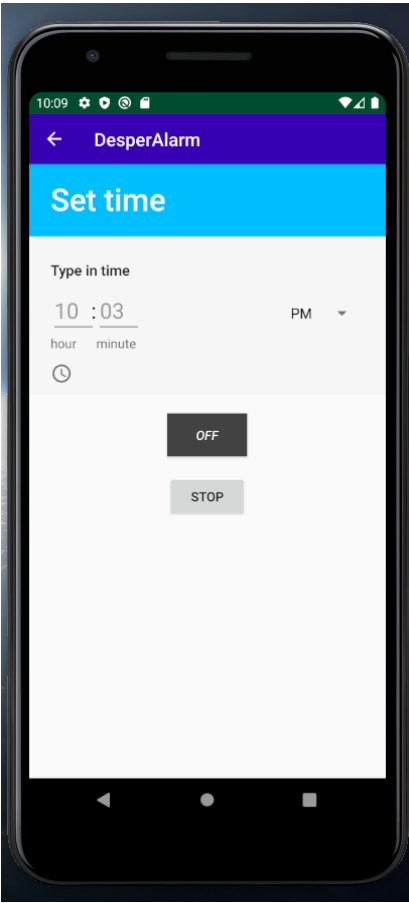 10:09
DesperAlarm
Set time
Type in time
10 : 03 PM
hour minute
OFF
STOP